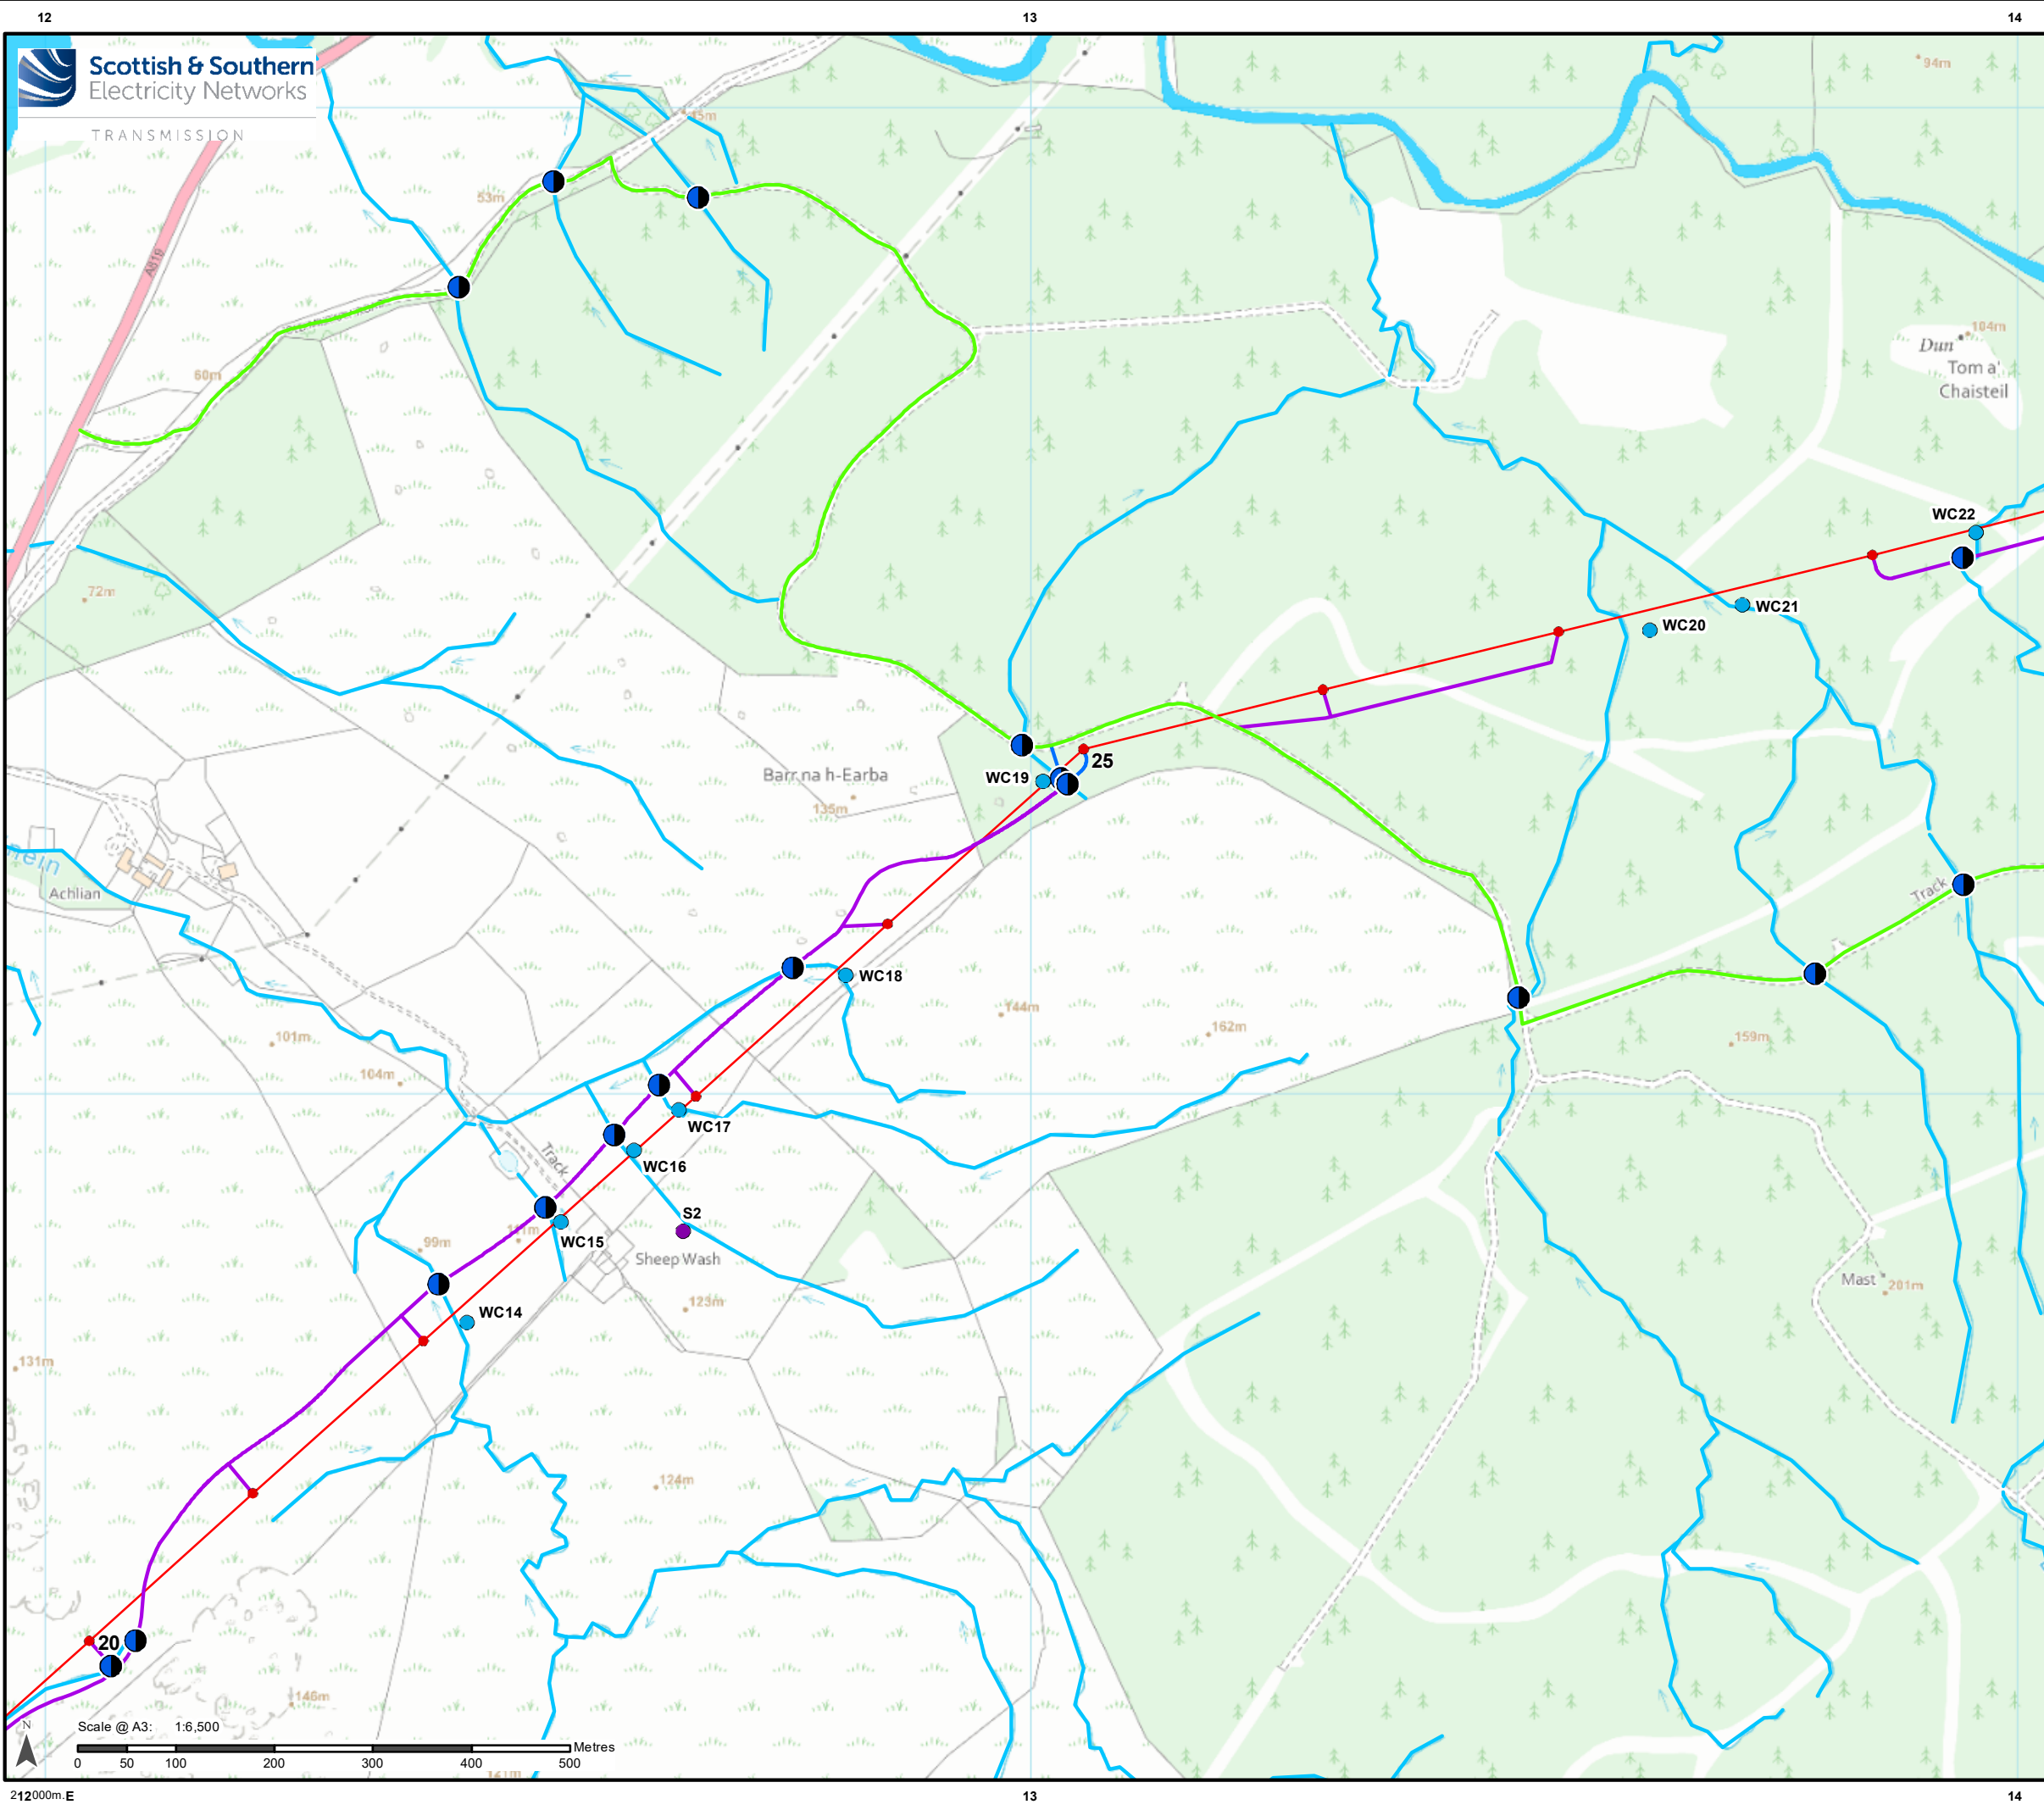 12
13
14
Scottish & Southern
Electricity Networks
TRANSMISSION
94m
53m
A819
60m
104m
Dun
Tom a'
Chaisteil
72m
WC22
WC21
WC20
25
WC19
Barr na h-Earba
135m
Achlian
Track
WC18
144m
162m
159m
101m
104m
WC17
Track
WC16
S2
WC15
Sheep Wash
99m
Mast
201m
123m
WC14
131m
124m
20
146m
N
Scale @ A3: 1:6,500
Metres
0 50 100 200 300 400 500
212000m.E
13
14